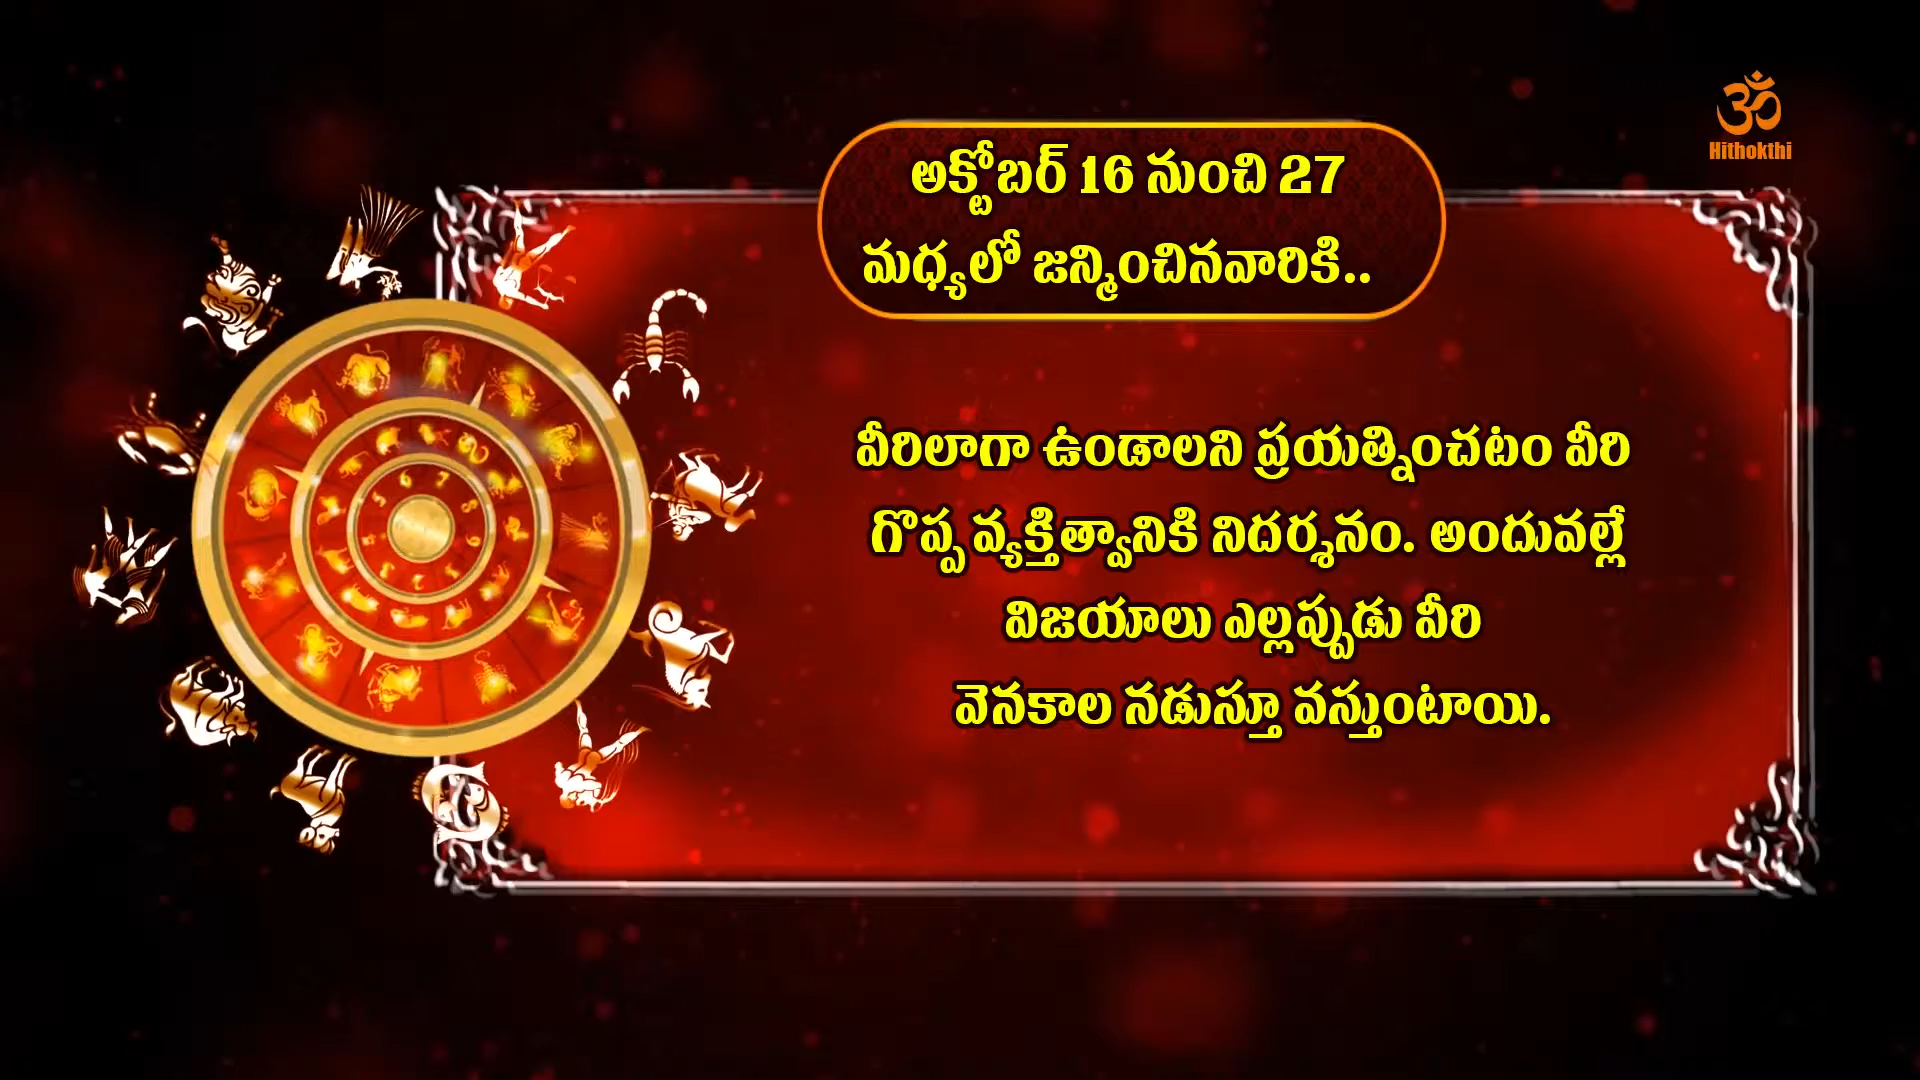 ॐ
Hithokthi
అక్టోబర్ 16 నుంచి 27
మధ్యలో జన్మించినవారికి..
వీరిలాగా ఉండాలని ప్రయత్నించటం వీరి
గొప్ప వ్యక్తిత్వానికి నిదర్శనం. అందువల్లే
విజయాలు ఎల్లప్పుడు వీరి
వెనకాల నడుస్తూ వస్తుంటాయి.